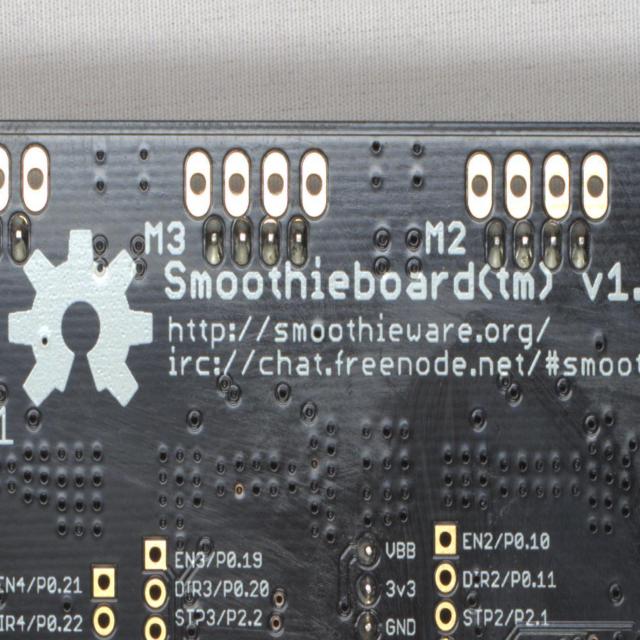 M3 M2
Smoothieboard(tm) v1.
http://smoothieware.org/
irc://chat.freenode.net/#smoot
1
VBB EN2/P0.10
EN3/P0.19
EN4/P0.21 DIR3/P0.20 3v3 DIR2/P0.11
IR4/P0.22 STP3/P2.2 GND STP2/P2.1